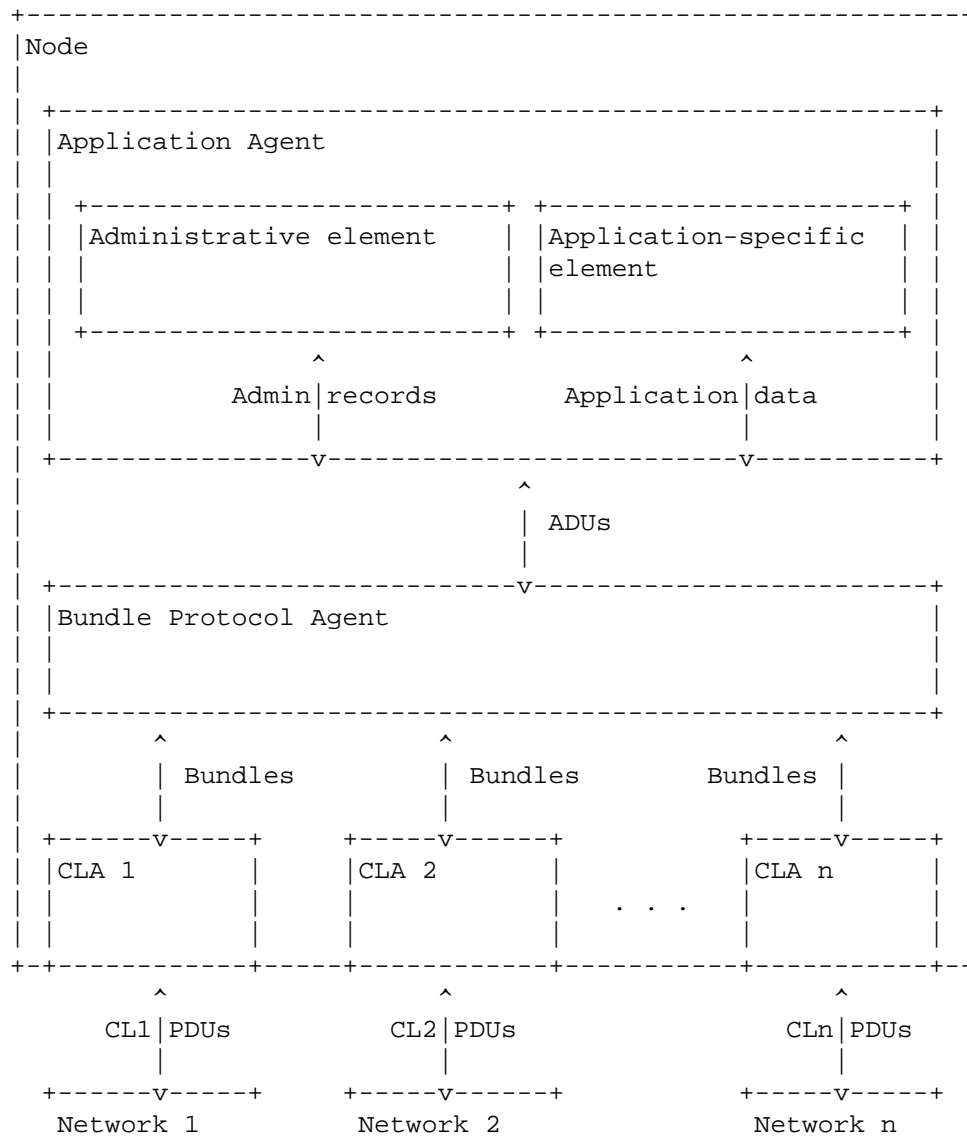 Node
Application Agent
Administrative element Application-specific
element
Admin records Application data
ADUs
Bundle Protocol Agent
Bundles Bundles Bundles
CLA 1 CLA 2 CLA n
. . .
CL1 PDUs CL2 PDUs CLn PDUs
Network 1 Network 2 Network n